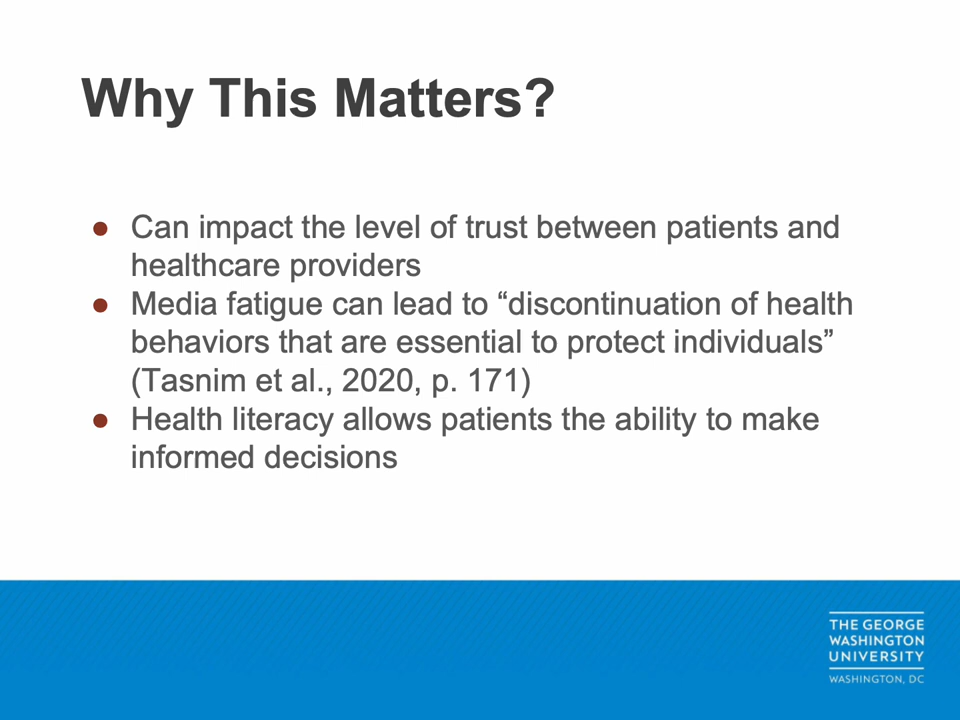 Why This Matters?
● Can impact the level of trust between patients and
healthcare providers
● Media fatigue can lead to “discontinuation of health
behaviors that are essential to protect individuals”
(Tasnim et al., 2020, p. 171)
● Health literacy allows patients the ability to make
informed decisions
THE GEORGE
WASHINGTON
UNIVERSITY
WASHINGTON, DC